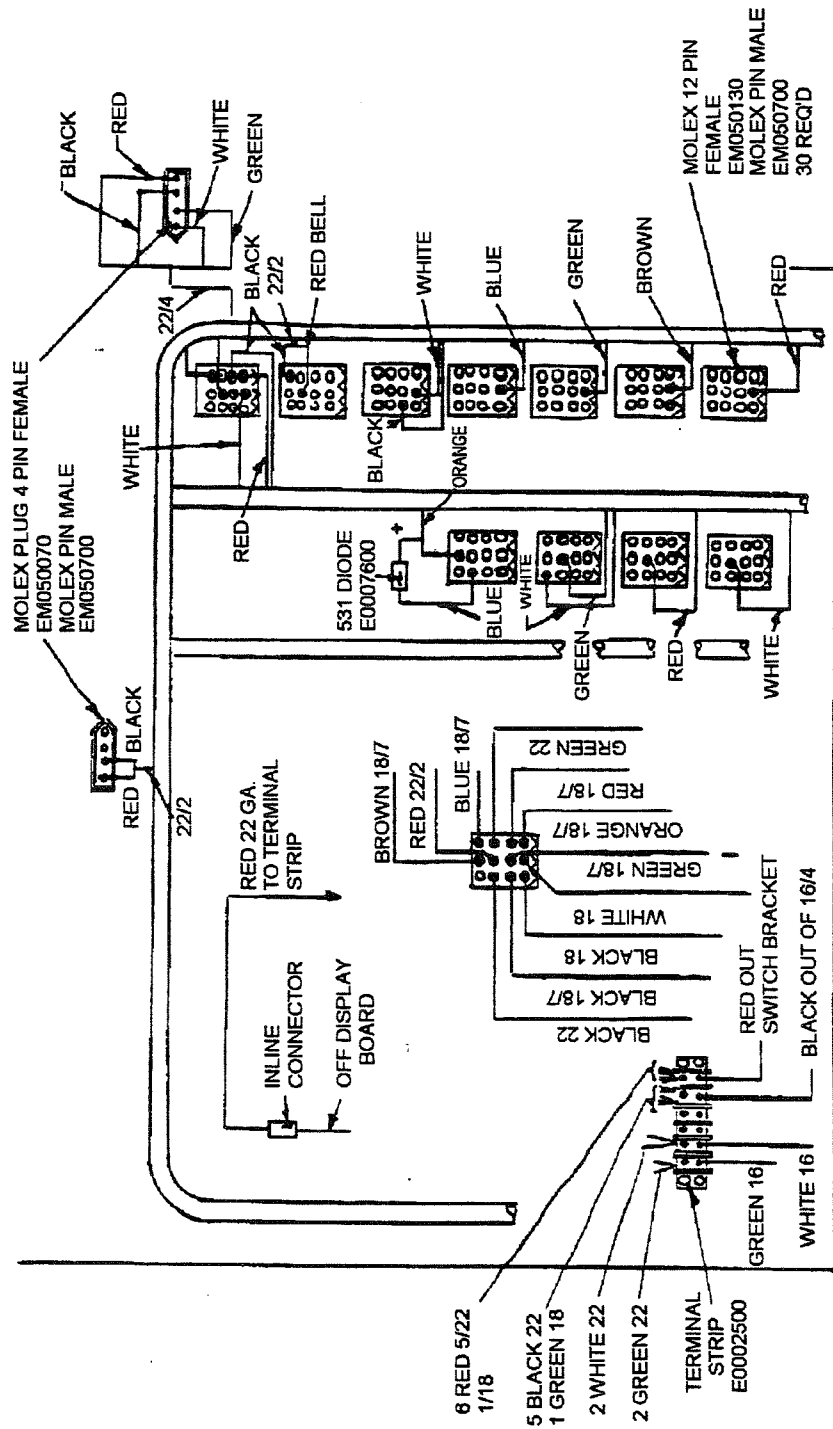 MOLEX PLUG 4 PIN FEMALE
EM050070
MOLEX PIN MALE
EM050700
RED
BLACK
22/2
BLACK
RED
WHITE
GREEN
22/4
BLACK
22/2
RED BELL
WHITE
RED
WHITE
BLACK
BLUE
GREEN
BROWN
MOLEX 12 PIN
FEMALE
EM050130
MOLEX PIN MALE
EM050700
30 REQ'D
RED
531 DIODE
E0007600
+
ORANGE
BLUE
WHITE
GREEN
RED
WHITE
RED 22 GA.
TO TERMINAL
STRIP
INLINE
CONNECTOR
OFF DISPLAY
BOARD
BROWN 18/7
RED 22/2
BLUE 18/7
GREEN 22
RED 18/7
ORANGE 18/7
GREEN 18/7
WHITE 18
BLACK 18
BLACK 18/7
BLACK 22
6 RED 5/22
1/18
5 BLACK 22
1 GREEN 18
2 WHITE 22
2 GREEN 22
TERMINAL
STRIP
E0002500
GREEN 16
WHITE 16
RED OUT
SWITCH BRACKET
BLACK OUT OF 16/4